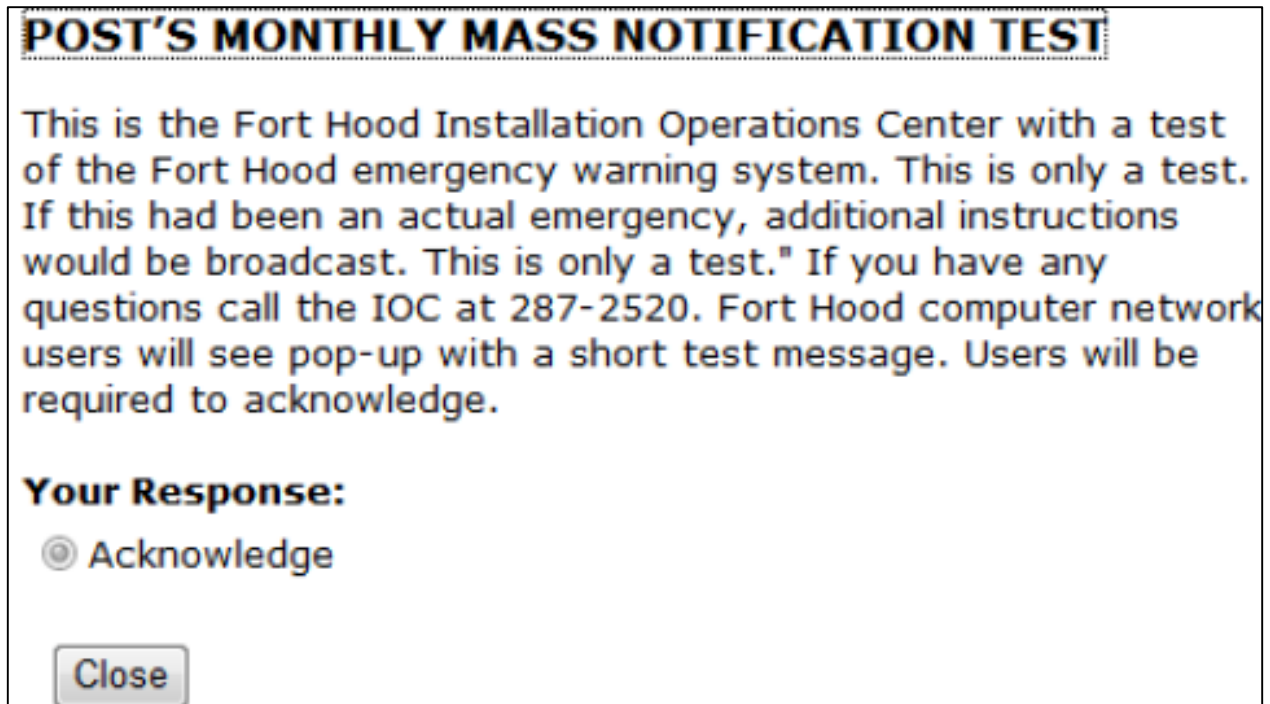 POST’S MONTHLY MASS NOTIFICATION TEST
This is the Fort Hood Installation Operations Center with a test
of the Fort Hood emergency warning system. This is only a test.
If this had been an actual emergency, additional instructions
would be broadcast. This is only a test." If you have any
questions call the IOC at 287-2520. Fort Hood computer network
users will see pop-up with a short test message. Users will be
required to acknowledge.
Your Response:
Acknowledge
Close